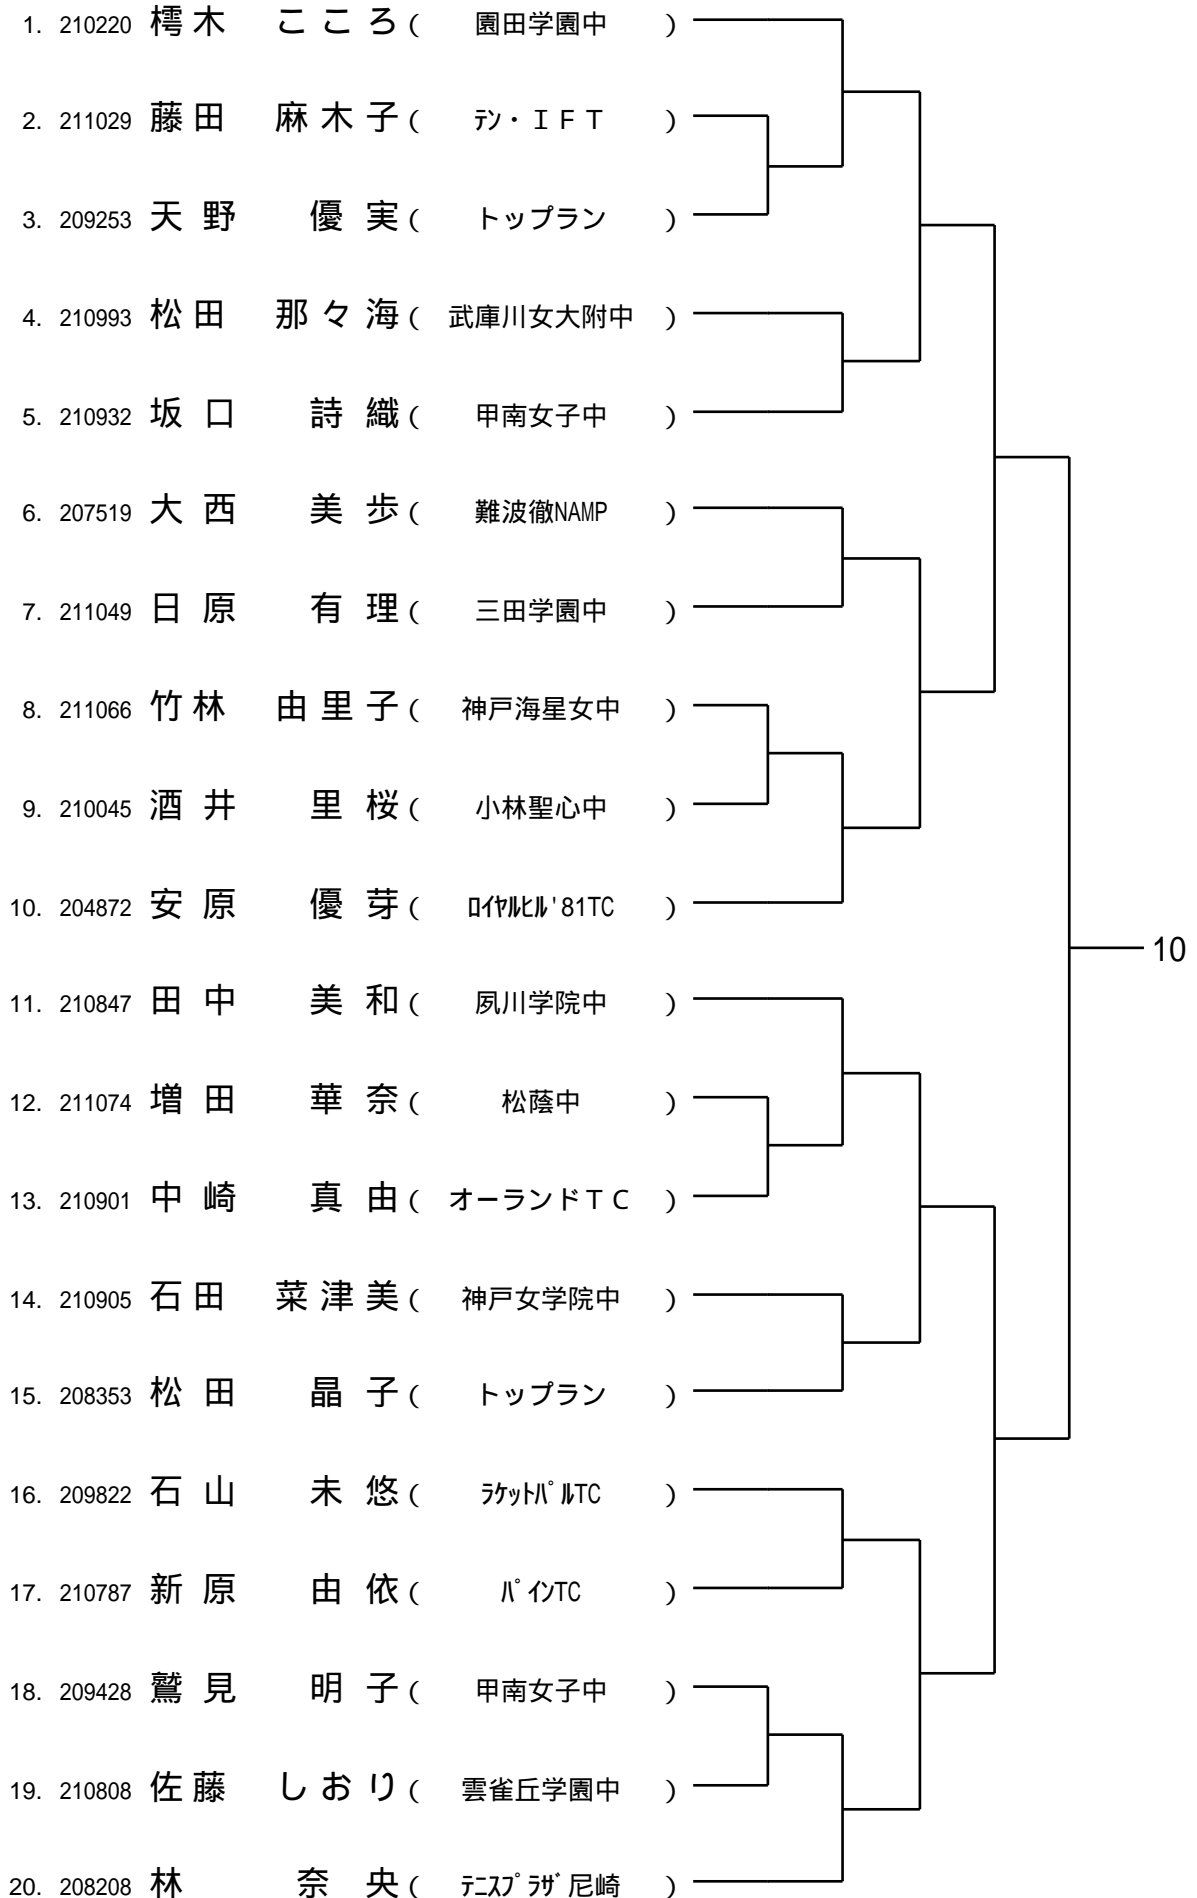 1. 210220 樗木 こころ( 園田学園中 )
2. 211029 藤田 麻木子( テン・ＩＦＴ )
3. 209253 天野 優実( トップラン )
4. 210993 松田 那々海( 武庫川女大附中 )
5. 210932 坂口 詩織( 甲南女子中 )
6. 207519 大西 美歩( 難波徹NAMP )
7. 211049 日原 有理( 三田学園中 )
8. 211066 竹林 由里子( 神戸海星女中 )
9. 210045 酒井 里桜( 小林聖心中 )
10. 204872 安原 優芽( ﾛｲﾔﾙﾋﾙ'81TC )
10
11. 210847 田中 美和( 夙川学院中 )
12. 211074 増田 華奈( 松蔭中 )
13. 210901 中崎 真由( オーランドＴＣ )
14. 210905 石田 菜津美( 神戸女学院中 )
15. 208353 松田 晶子( トップラン )
16. 209822 石山 未悠( ﾗｹｯﾄﾊﾟﾙTC )
17. 210787 新原 由依( ﾊﾟｲﾝTC )
18. 209428 鷲見 明子( 甲南女子中 )
19. 210808 佐藤 しおり( 雲雀丘学園中 )
20. 208208 林 奈央( ﾃﾆｽﾌﾟﾗｻﾞ尼崎 )